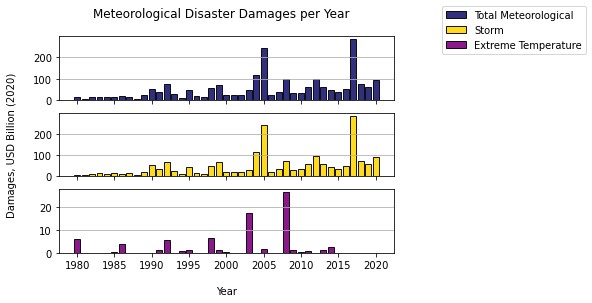 Meteorological Disaster Damages per Year
Total Meteorological
Storm
Extreme Temperature
Damages, USD Billion (2020)
200
100
0
200
100
0
20
10
0
1980 1985 1990 1995 2000 2005 2010 2015 2020
Year